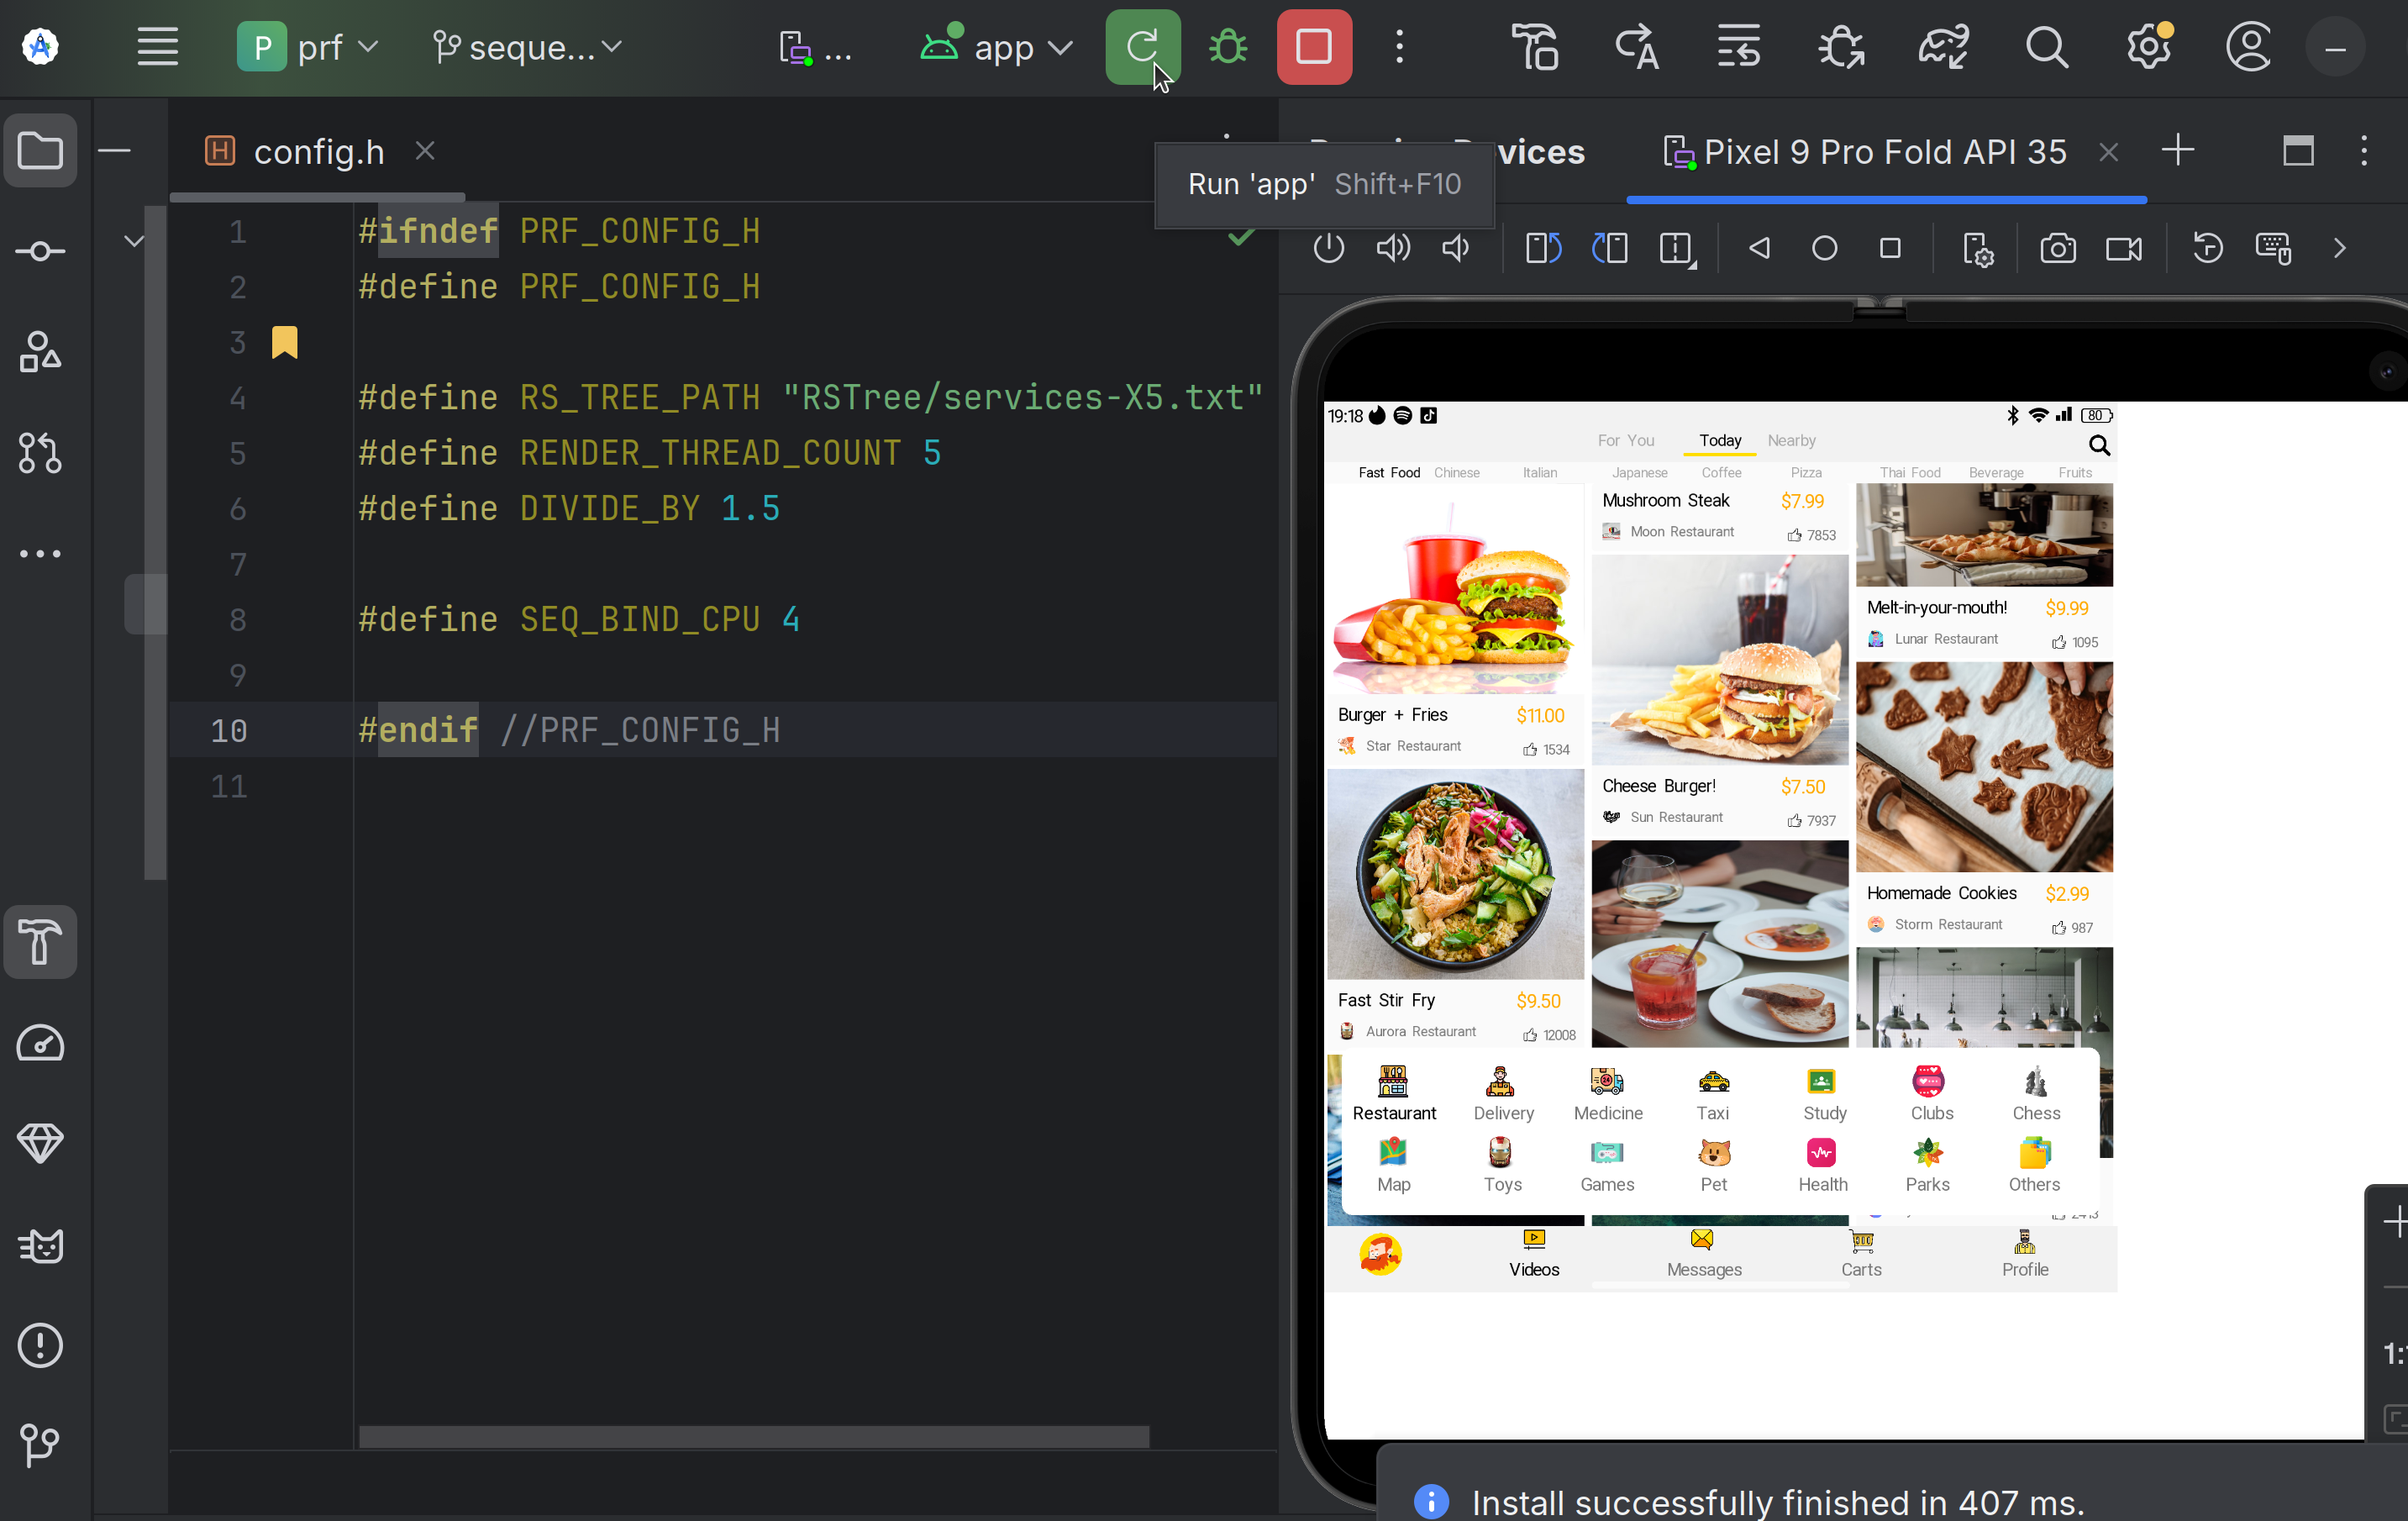 P prf seque... ... app
config.h
Run 'app' Shift+F10
vices
Pixel 9 Pro Fold API 35
1 #ifndef PRF_CONFIG_H
2 #define PRF_CONFIG_H
3
4 #define RS_TREE_PATH "RSTree/services-X5.txt"
5 #define RENDER_THREAD_COUNT 5
6 #define DIVIDE_BY 1.5
7
8 #define SEQ_BIND_CPU 4
9
10 #endif //PRF_CONFIG_H
11
19:18
80
For You Today Nearby
Fast Food Chinese Italian Japanese Coffee Pizza Thai Food Beverage Fruits
Burger + Fries $11.00
Star Restaurant 1534
Fast Stir Fry $9.50
Aurora Restaurant 12008
Mushroom Steak $7.99
Moon Restaurant 7853
Cheese Burger! $7.50
Sun Restaurant 7937
Melt-in-your-mouth! $9.99
Lunar Restaurant 1095
Homemade Cookies $2.99
Storm Restaurant 987
Restaurant Delivery Medicine Taxi Study Clubs Chess
Map Toys Games Pet Health Parks Others
Videos Messages Carts Profile
Install successfully finished in 407 ms.